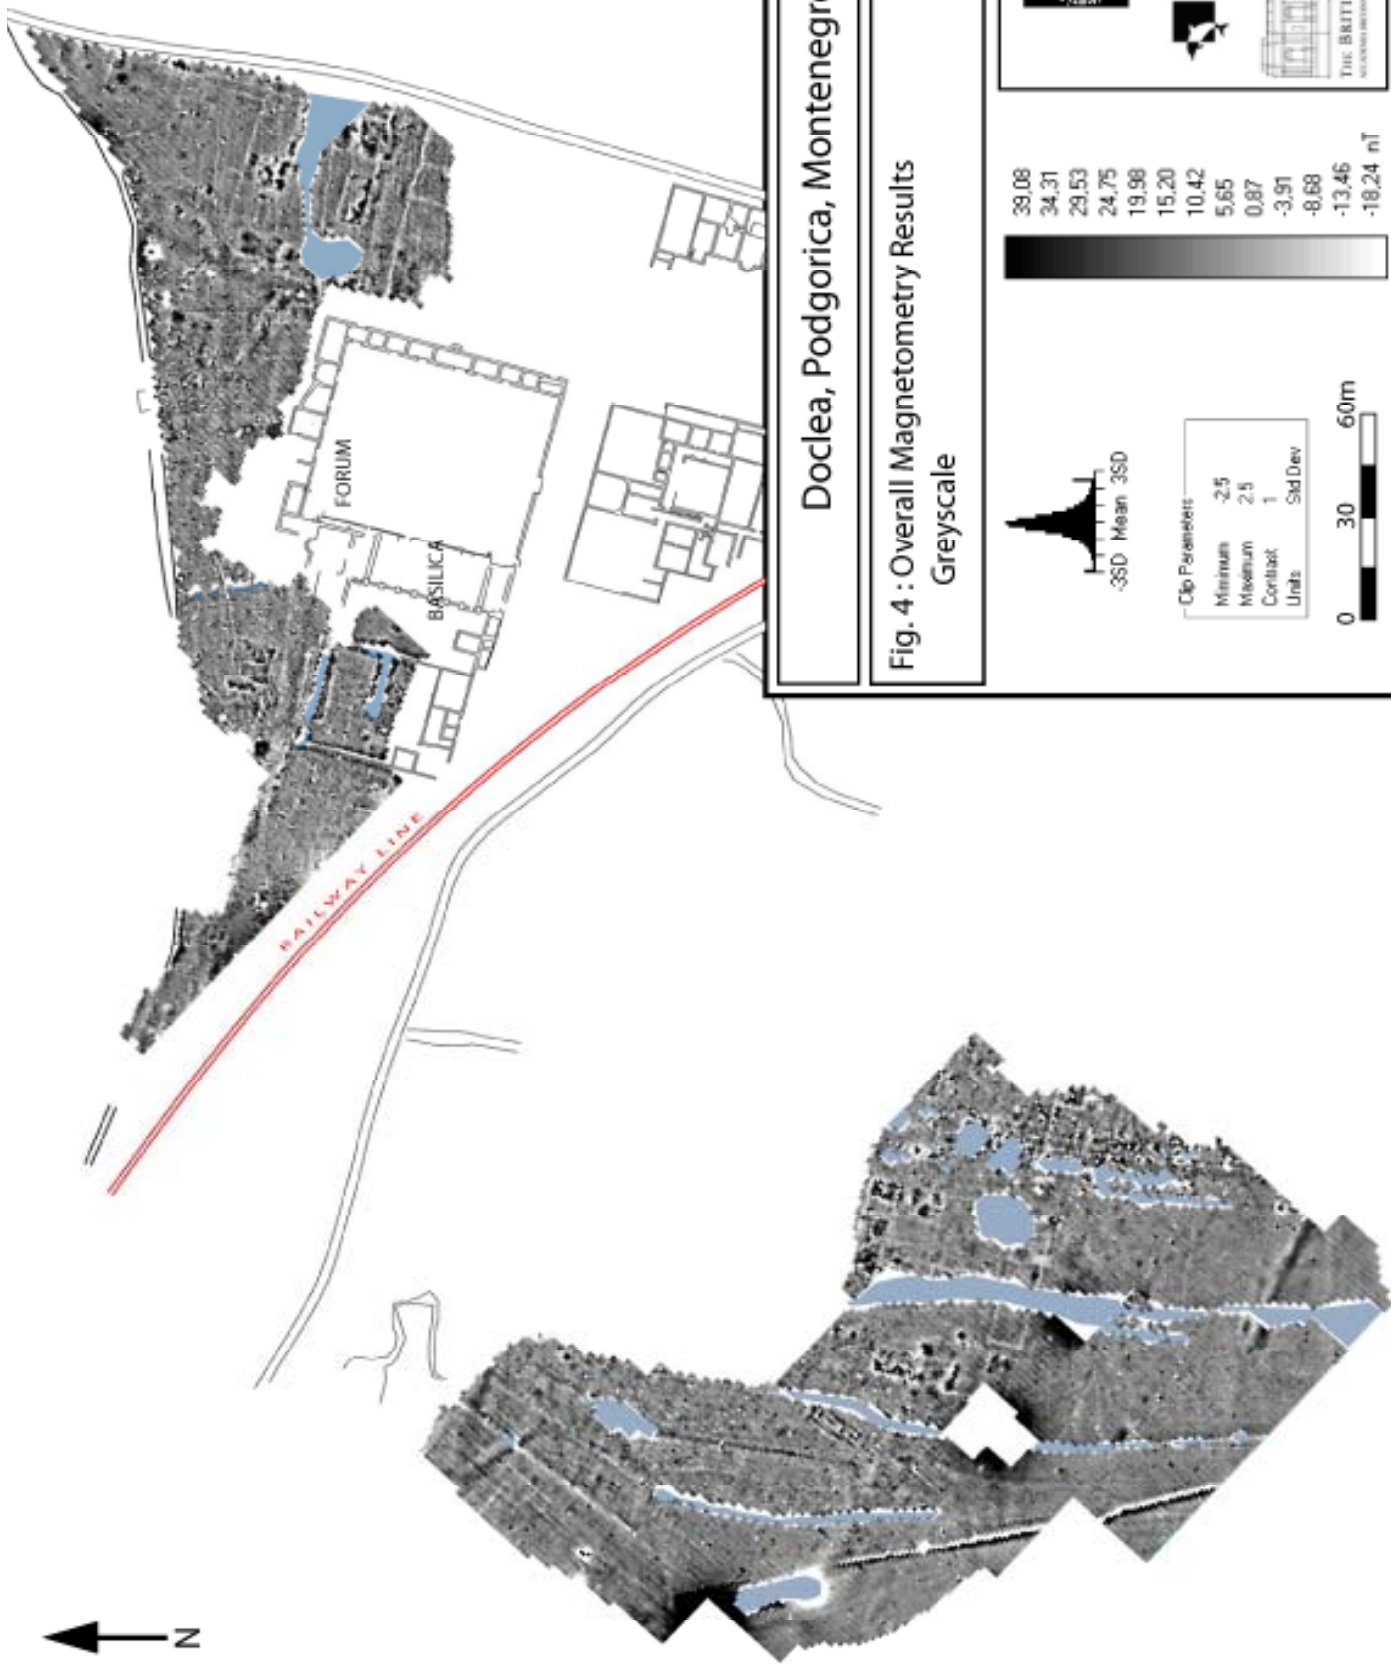 FORUM
BASILICA
RAILWAY LINE
N
Doclea, Podgorica, Montenegr
Fig. 4 : Overall Magnetometry Results
Greyscale
THE BRITI
39,08
34,31
29,53
24,75
19,98
15,20
10,42
5,65
0,87
-3,91
-8,68
-13,46
-18,24 nT
-3SD Mean 3SD
Clip Parameters
Minimum -2.5
Maximum 2.5
Contrast 1
Units Std Dev
0 30 60m